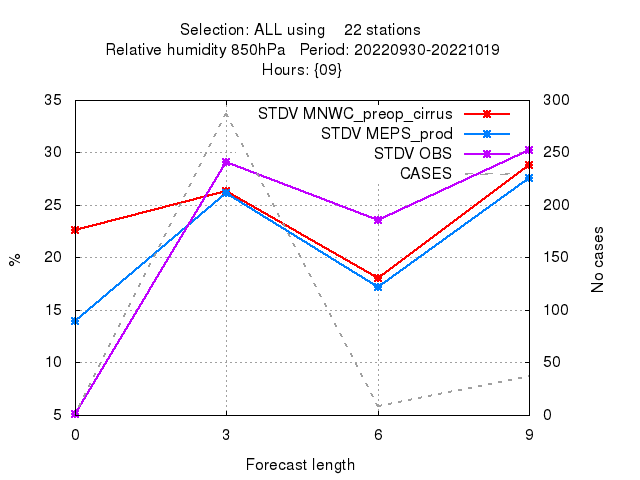 Selection: ALL using 22 stations
Relative humidity 850hPa Period: 20220930-20221019
Hours: {09}
STDV MNWC_preop_cirrus
STDV MEPS_prod
STDV OBS
CASES
35
30
25
20
15
10
5
%
300
250
200
150
100
50
0
No cases
0 3 6 9
Forecast length